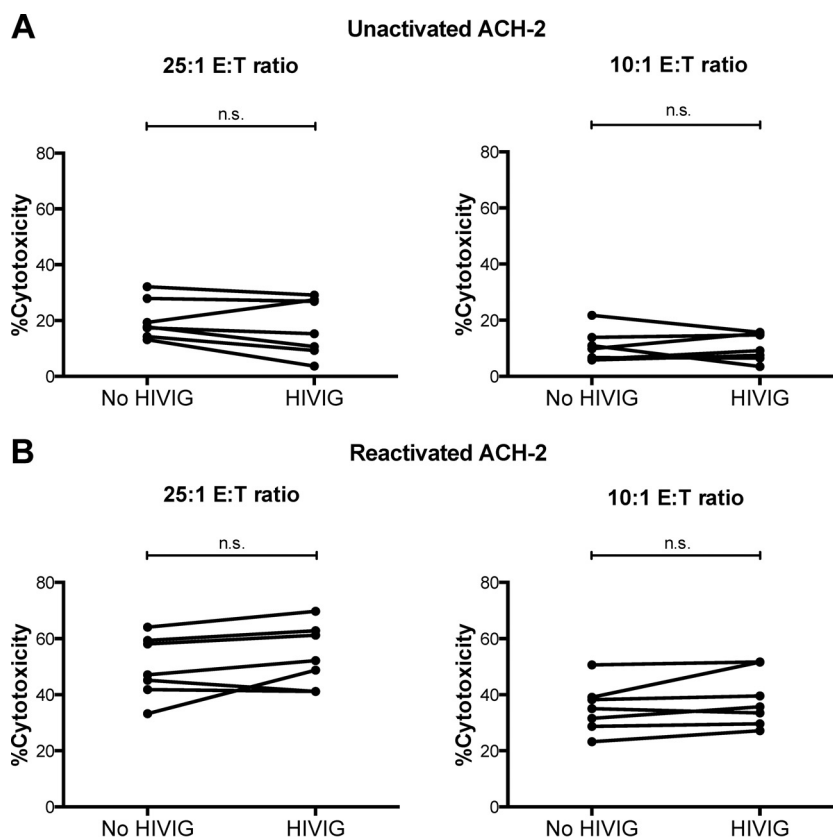 A
Unactivated ACH-2
25:1 E:T ratio
10:1 E:T ratio
n.s.
n.s.
%Cytotoxicity
80
60
40
20
0
No HIVIG
HIVIG
%Cytotoxicity
80
60
40
20
0
No HIVIG
HIVIG
B
Reactivated ACH-2
25:1 E:T ratio
10:1 E:T ratio
n.s.
n.s.
%Cytotoxicity
80
60
40
20
0
No HIVIG
HIVIG
%Cytotoxicity
80
60
40
20
0
No HIVIG
HIVIG